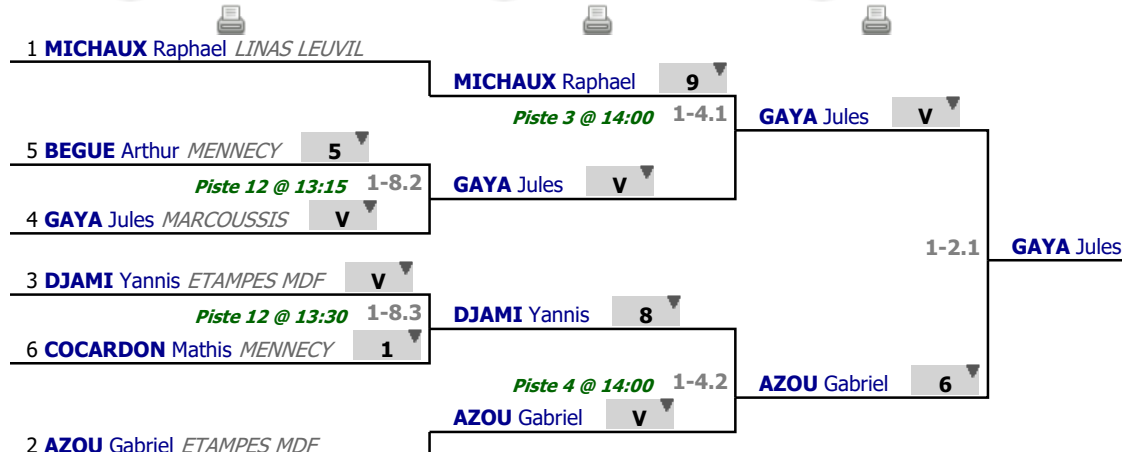 1 MICHAUX Raphael LINAS LEUVIL
MICHAUX Raphael 9
Piste 3 @ 14:00 1-4.1
GAYA Jules V
5 BEGUE Arthur MENNECY 5
Piste 12 @ 13:15 1-8.2
GAYA Jules V
4 GAYA Jules MARCOUSSIS V
1-2.1
GAYA Jules
3 DJAMI Yannis ETAMPES MDF V
Piste 12 @ 13:30 1-8.3
DJAMI Yannis 8
6 COCARDON Mathis MENNECY 1
Piste 4 @ 14:00 1-4.2
AZOU Gabriel 6
AZOU Gabriel V
2 AZOU Gabriel ETAMPES MDF